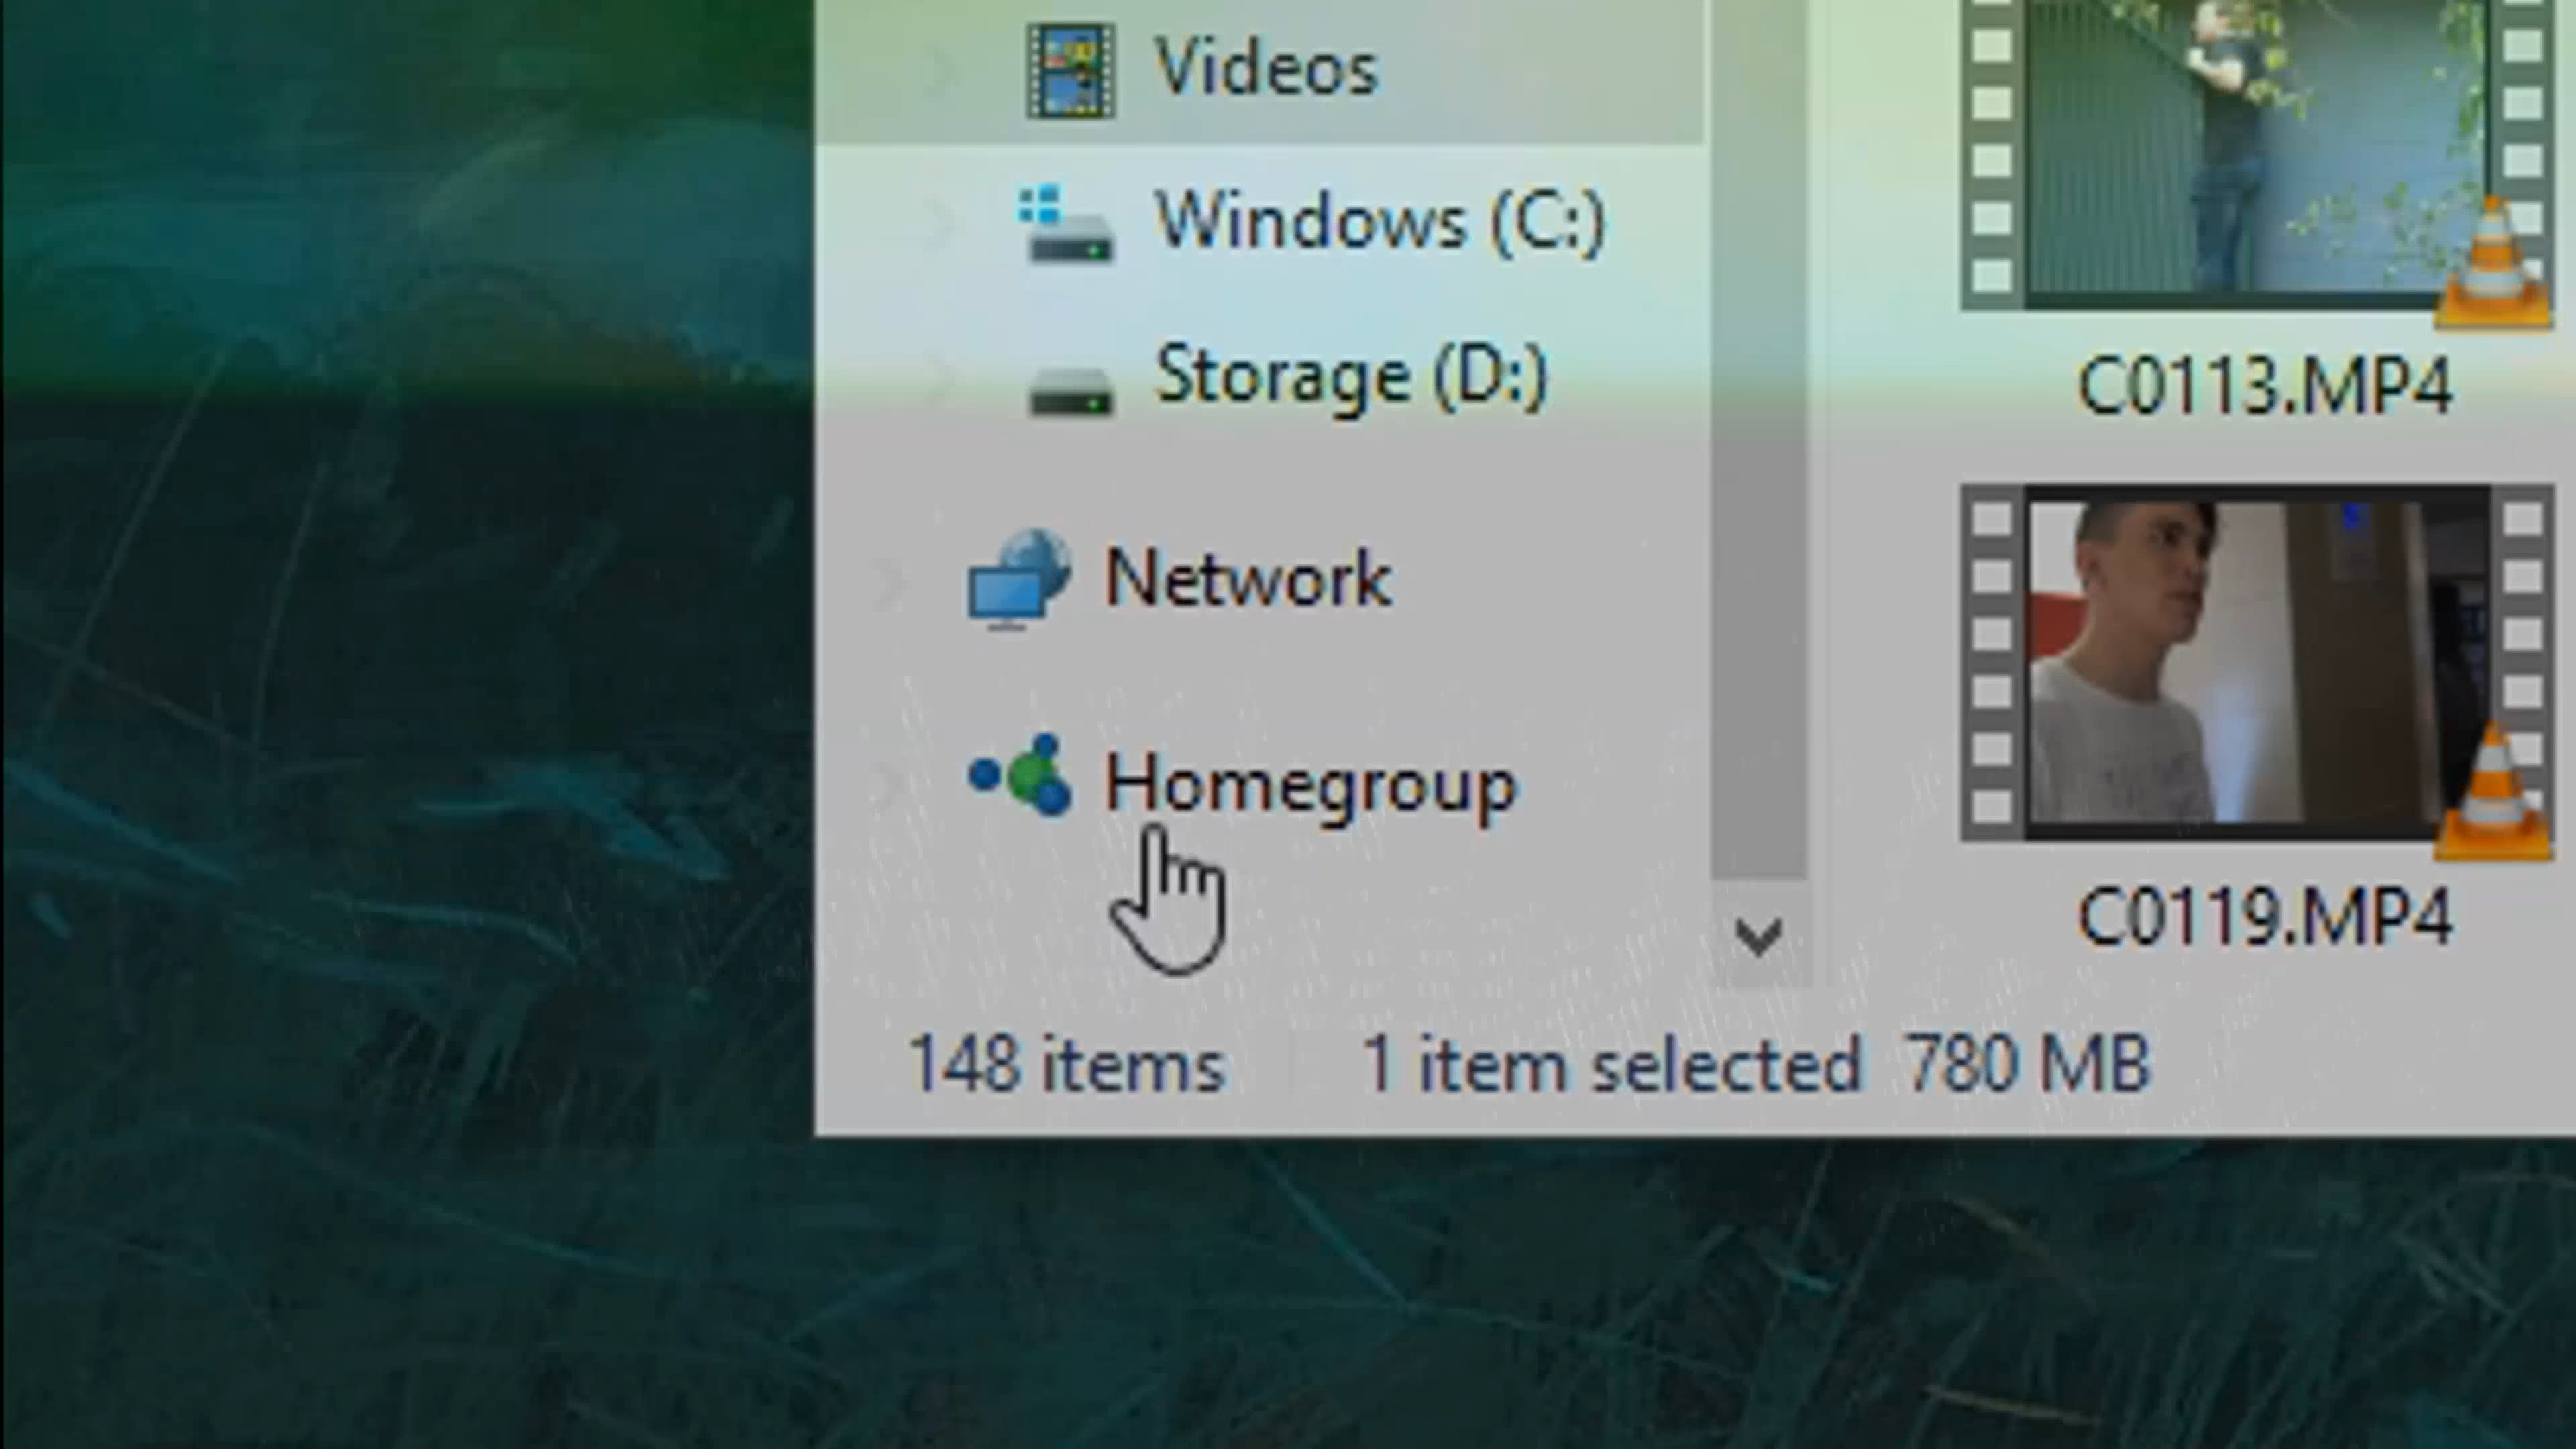 Videos
Windows (C:)
Storage (D:)
Network
Homegroup
C0113.MP4
C0119.MP4
148 items 1 item selected 780 MB